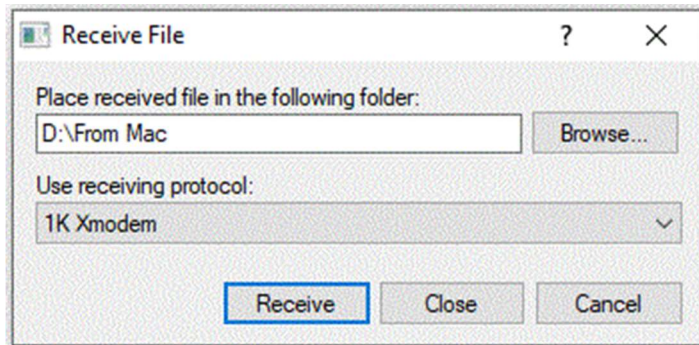 Receive File
Place received file in the following folder:
D:\From Mac
Browse...
Use receiving protocol:
1K Xmodem
Receive
Close
Cancel